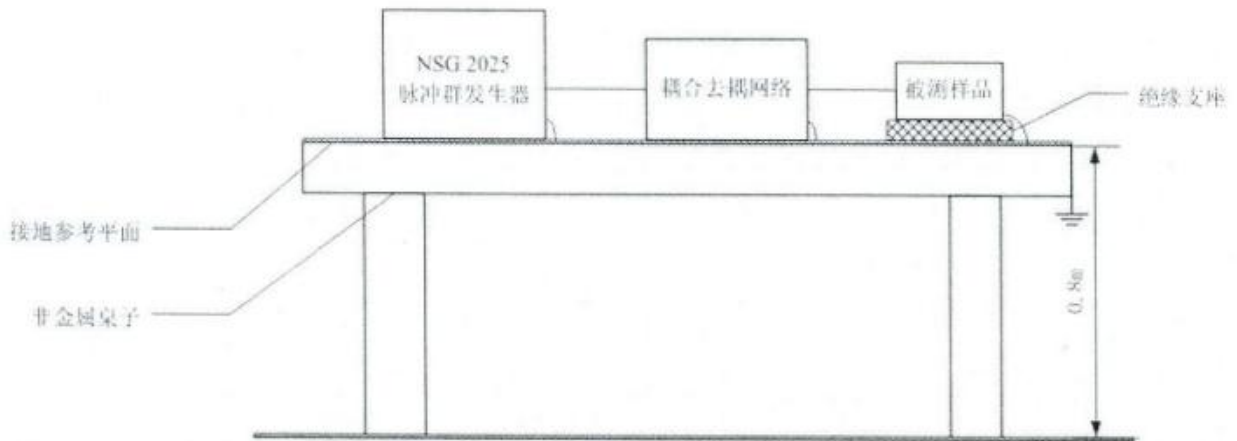 NSG 2025
脉冲群发生器
耦合去耦网络
被测样品
绝缘支座
接地参考平面
非金属桌子
0.8m